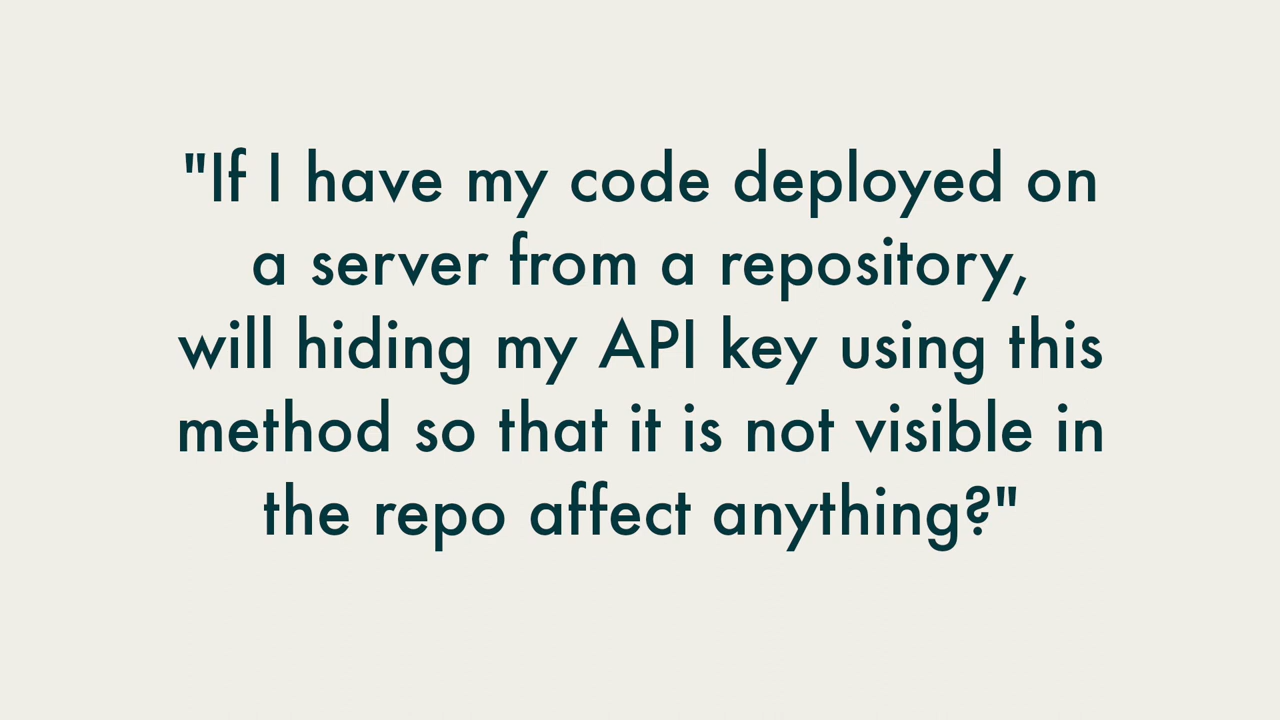 "If I have my code deployed on
a server from a repository,
will hiding my API key using this
method so that it is not visible in
the repo affect anything?"